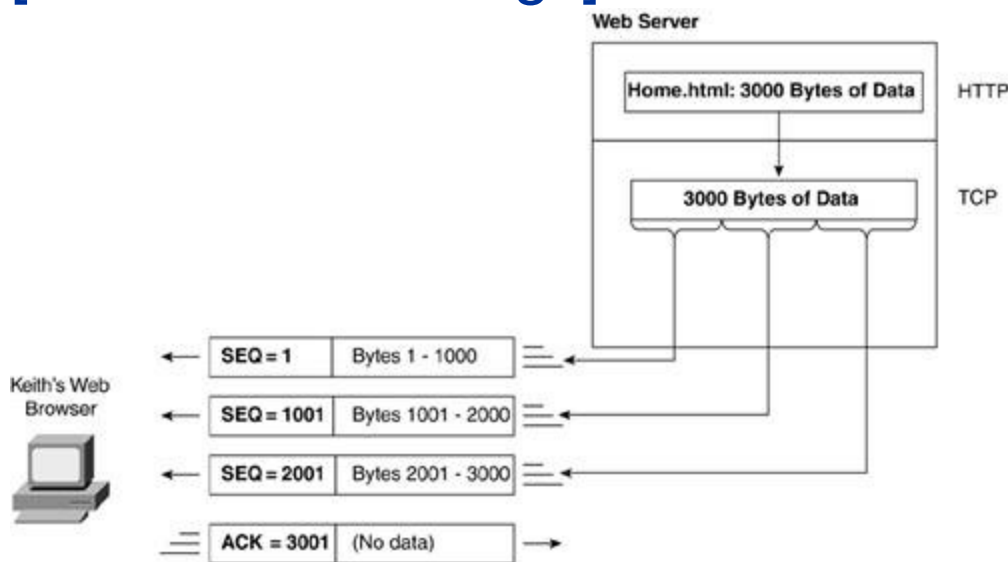 Web Server
Home.html: 3000 Bytes of Data
HTTP
3000 Bytes of Data
TCP
SEQ = 1 Bytes 1 - 1000
Keith's Web
Browser
SEQ = 1001 Bytes 1001 - 2000
SEQ = 2001 Bytes 2001 - 3000
ACK = 3001 (No data)